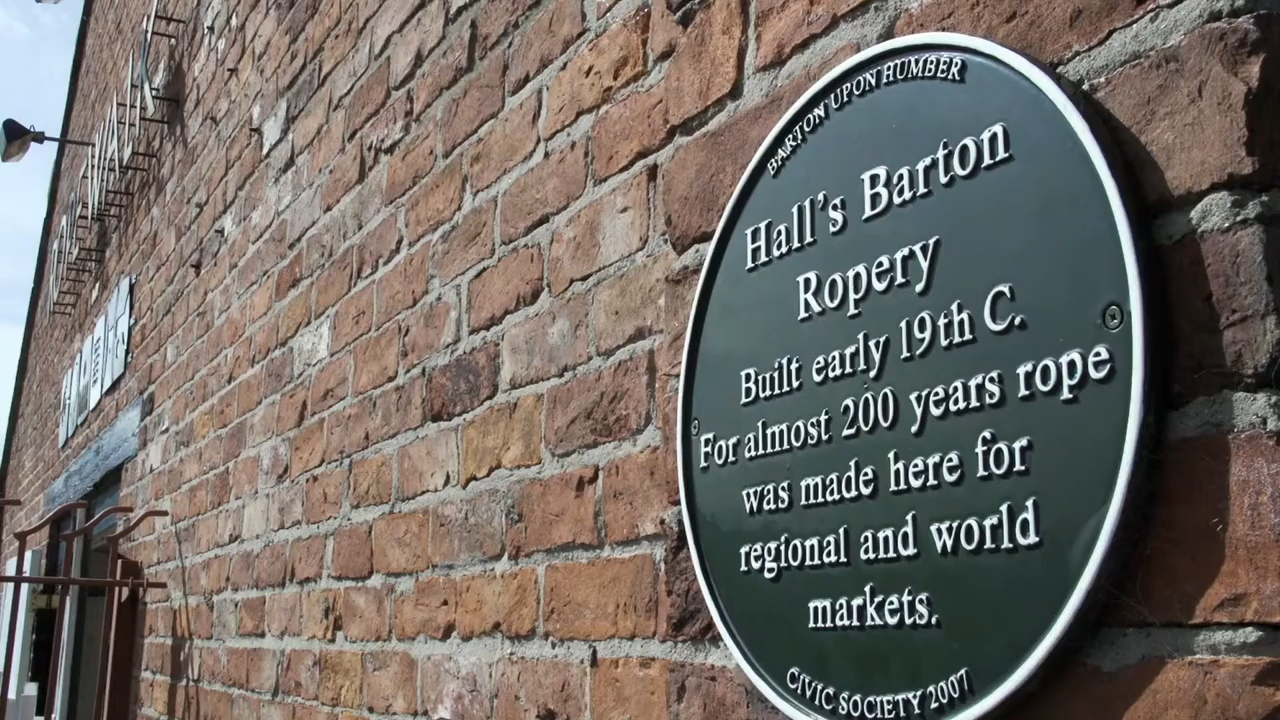 BARTON UPON HUMBER
Hall's Barton
Ropery
Built early 19th C.
For almost 200 years rope
was made here for
regional and world
markets.
CIVIC SOCIETY 2007